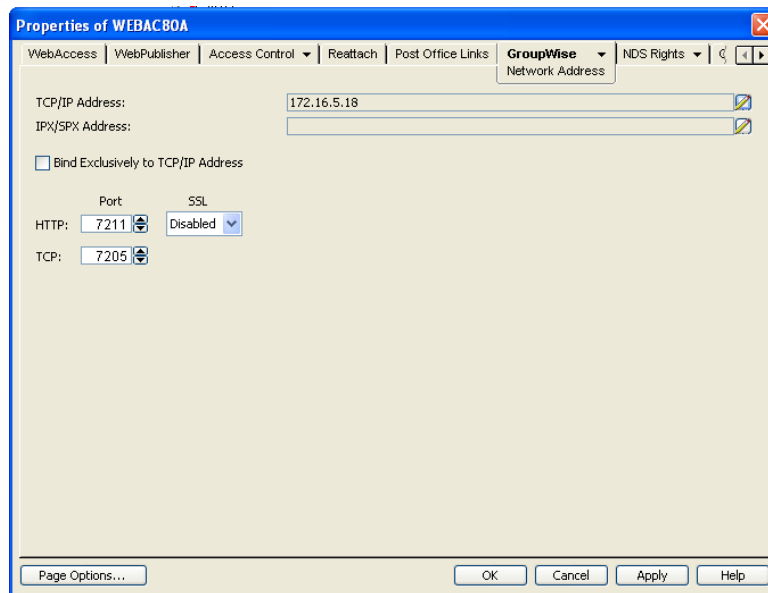 Properties of WEBAC80A
WebAccess WebPublisher Access Control Reattach Post Office Links GroupWise NDS Rights
Network Address
TCP/IP Address: 172.16.5.18
IPX/SPX Address:
Bind Exclusively to TCP/IP Address
Port SSL
HTTP: 7211 Disabled
TCP: 7205
Page Options... OK Cancel Apply Help